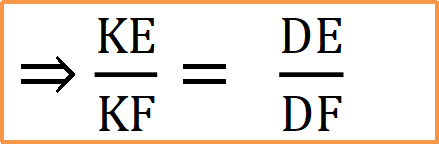 ⇒ KE/KF = DE/DF